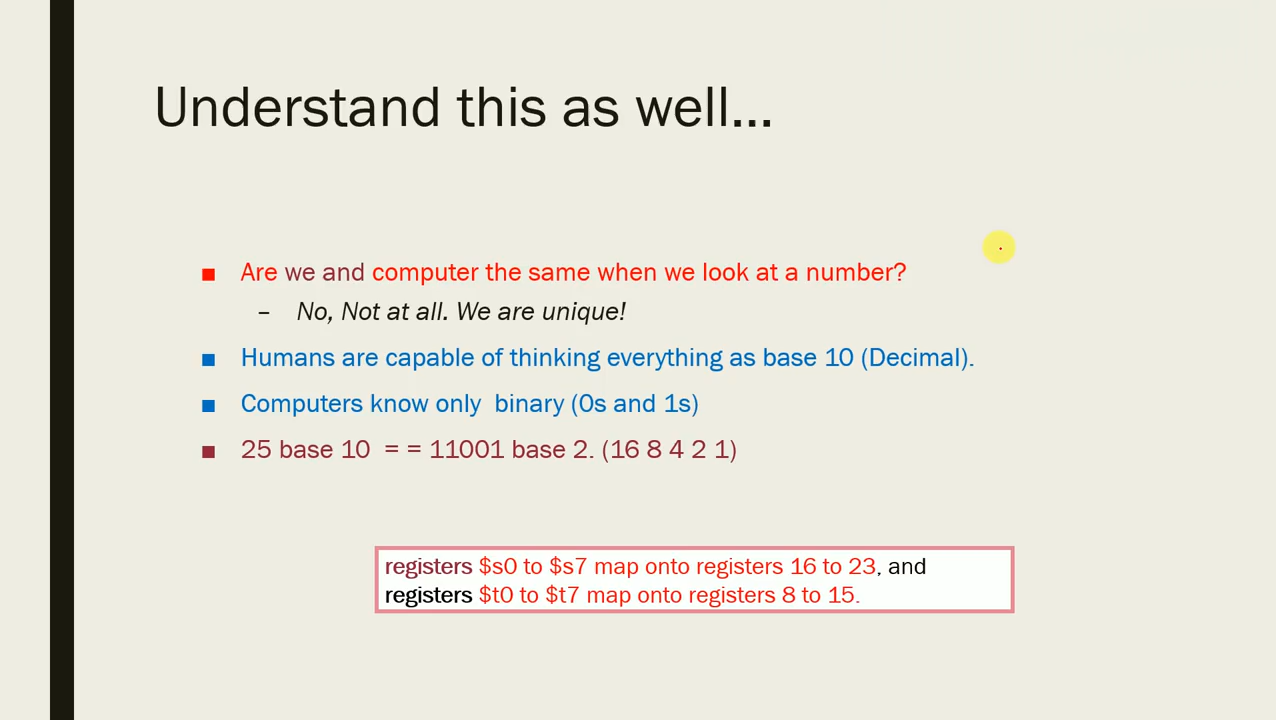 Understand this as well...
■ Are we and computer the same when we look at a number?
– No, Not at all. We are unique!
■ Humans are capable of thinking everything as base 10 (Decimal).
■ Computers know only binary (0s and 1s)
■ 25 base 10 = = 11001 base 2. (16 8 4 2 1)
registers $s0 to $s7 map onto registers 16 to 23, and
registers $t0 to $t7 map onto registers 8 to 15.